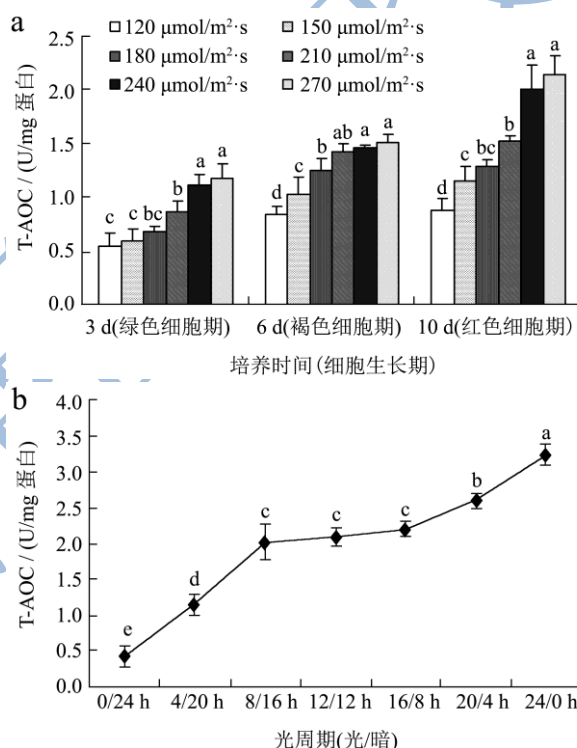 a
120 μmol/m²·s 150 μmol/m²·s
180 μmol/m²·s 210 μmol/m²·s
240 μmol/m²·s 270 μmol/m²·s
T-AOC / (U/mg 蛋白)
2.5
2.0
1.5
1.0
0.5
0.0
c c bc b a a
d c b ab a a
d c bc b a a
3 d(绿色细胞期) 6 d(褐色细胞期) 10 d(红色细胞期)
培养时间(细胞生长期)
b
T-AOC / (U/mg 蛋白)
4.0
3.5
3.0
2.5
2.0
1.5
1.0
0.5
0.0
e d c c c b a
0/24 h 4/20 h 8/16 h 12/12 h 16/8 h 20/4 h 24/0 h
光周期(光/暗)